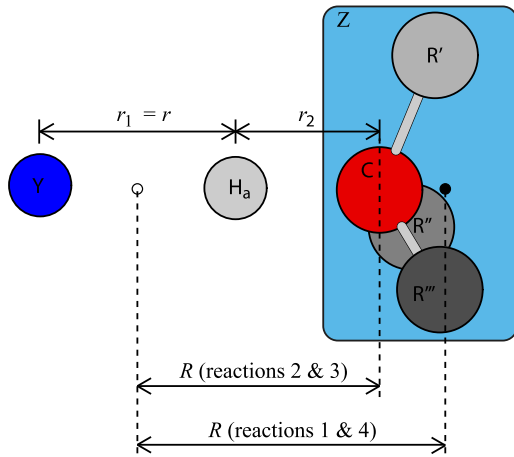 Z
R′
r₁ = r
r₂
Y
Hₐ
C
R″
R‴
R (reactions 2 & 3)
R (reactions 1 & 4)